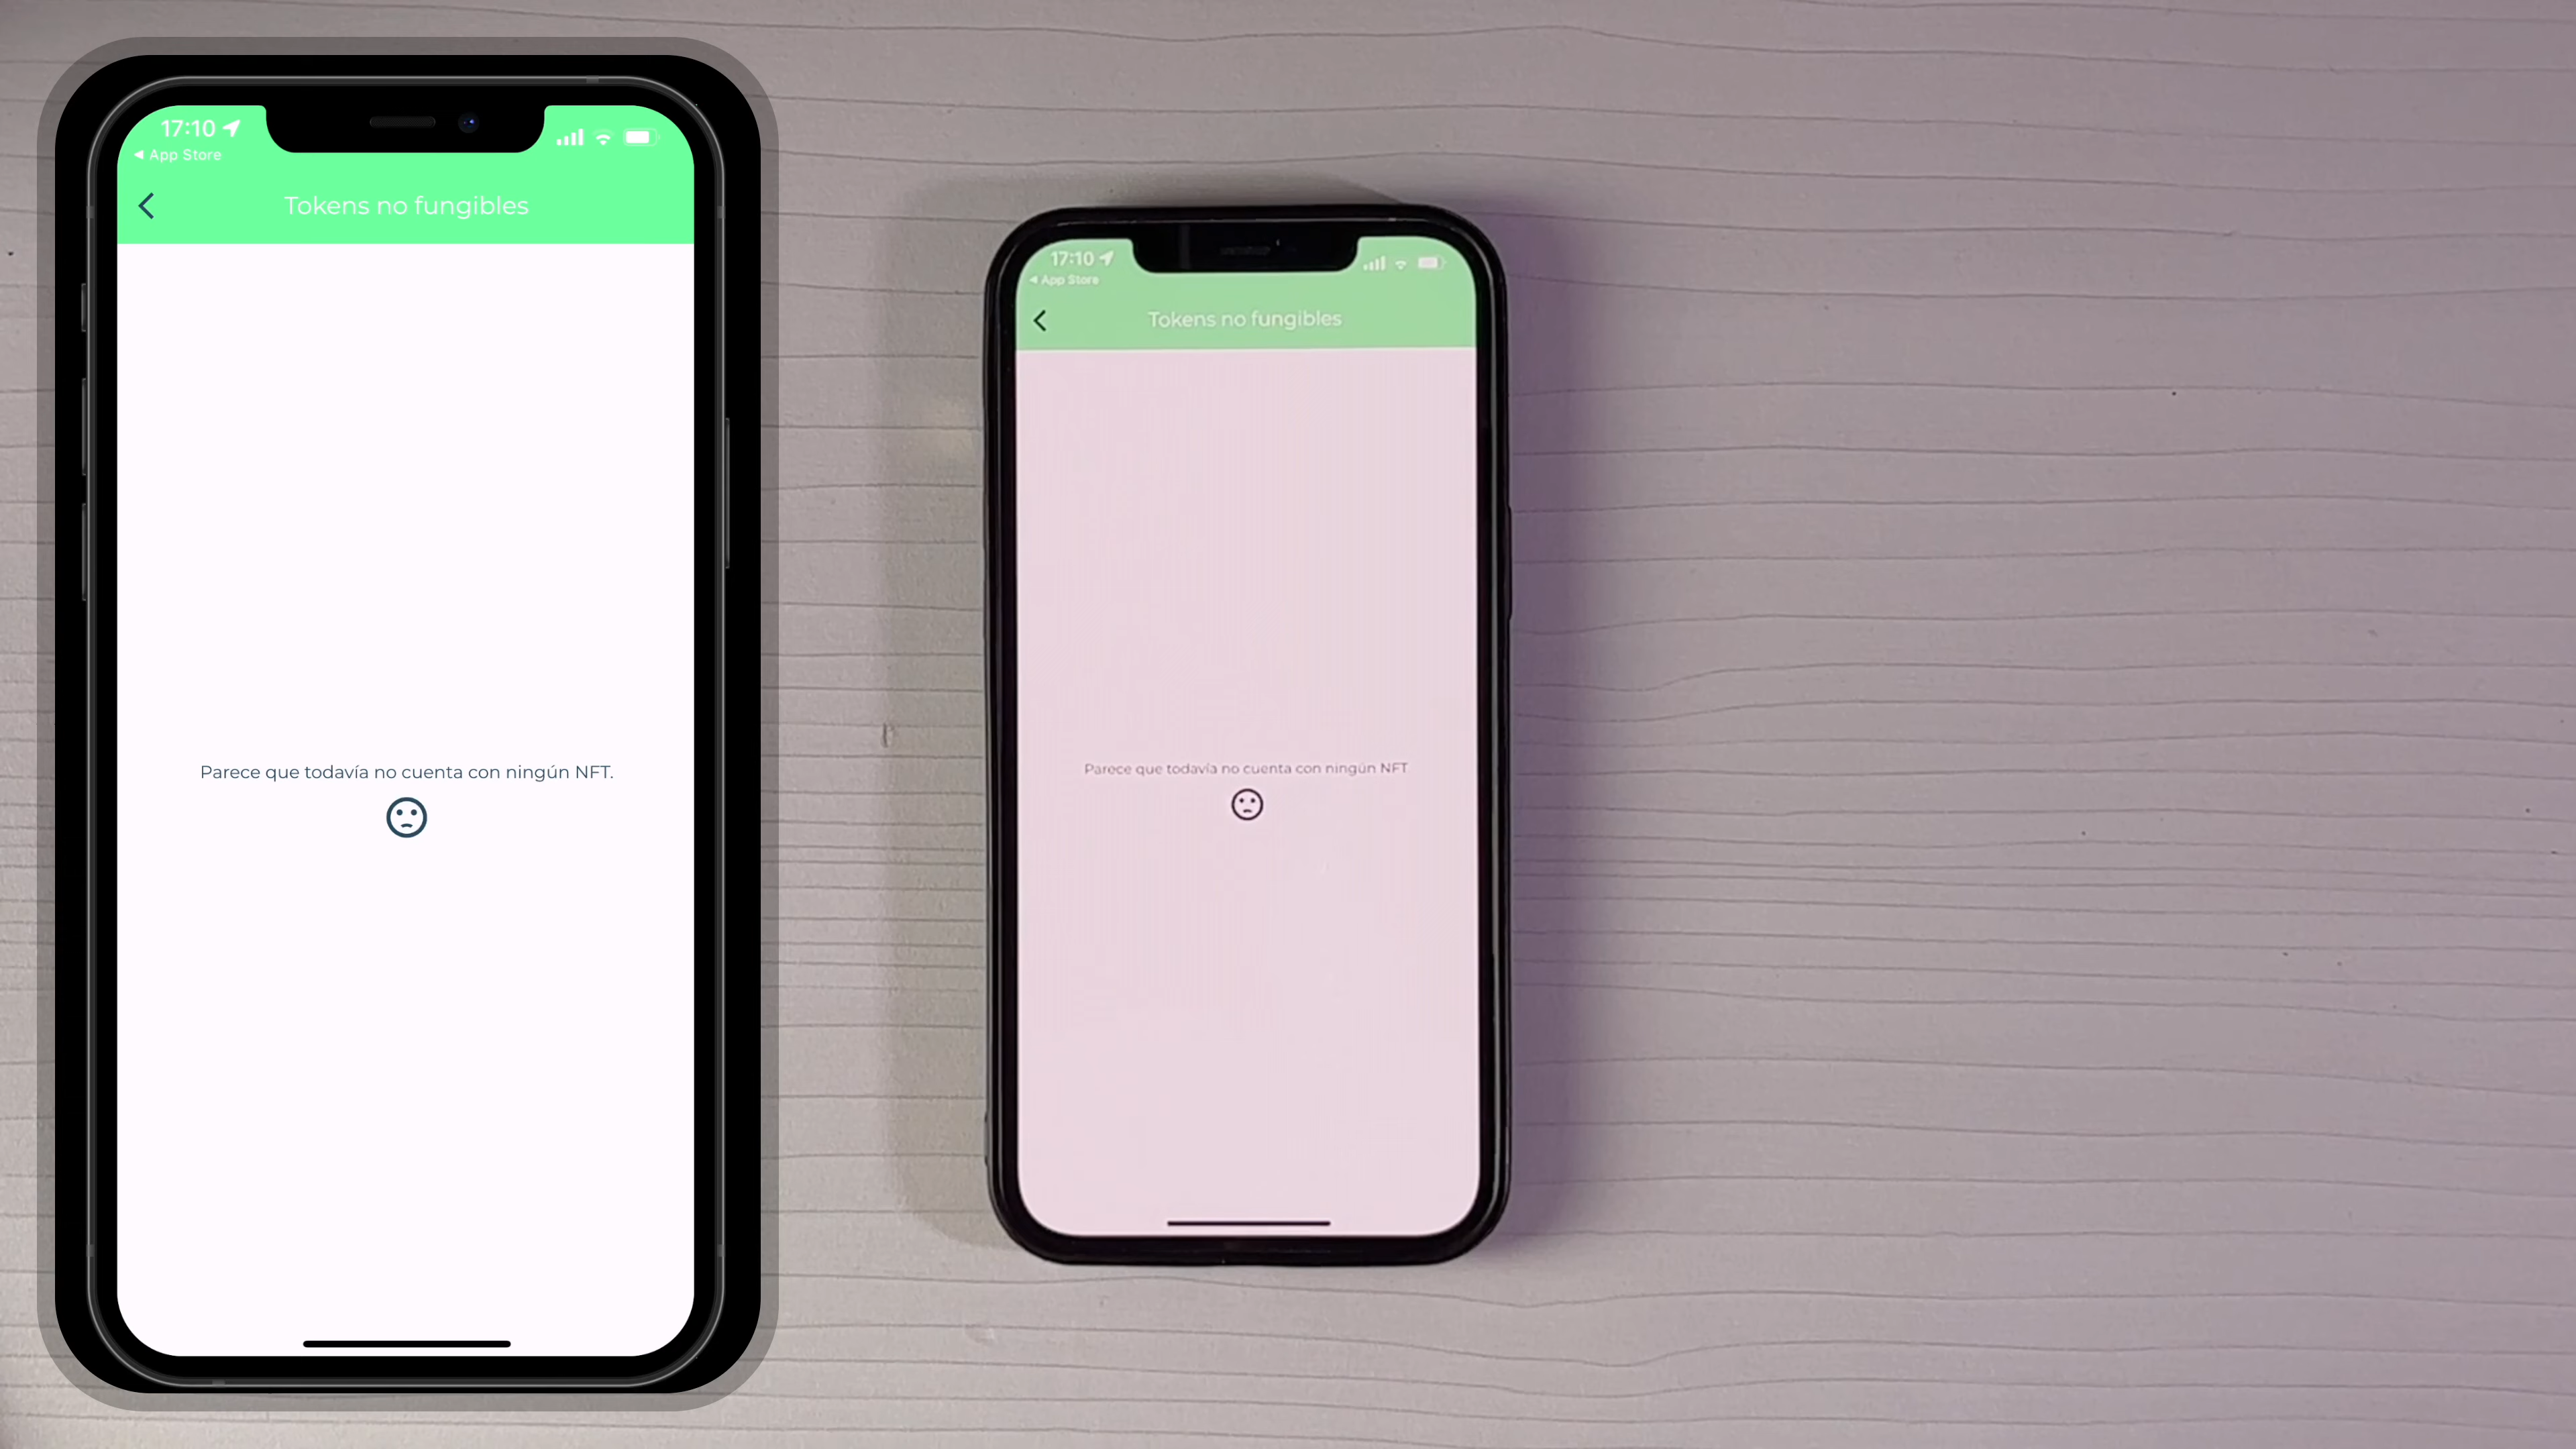 17:10
App Store
Tokens no fungibles
Parece que todavía no cuenta con ningún NFT.
17:10
App Store
Tokens no fungibles
Parece que todavía no cuenta con ningún NFT.